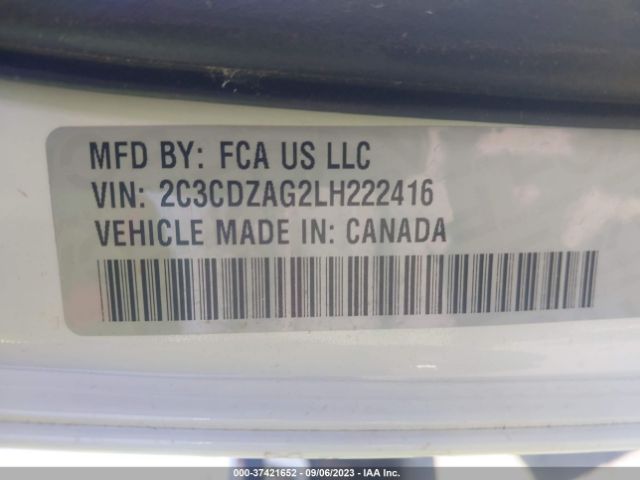 MFD BY: FCA US LLC
VIN: 2C3CDZAG2LH222416
VEHICLE MADE IN: CANADA
000-37421652 - 09/06/2023 - IAA Inc.